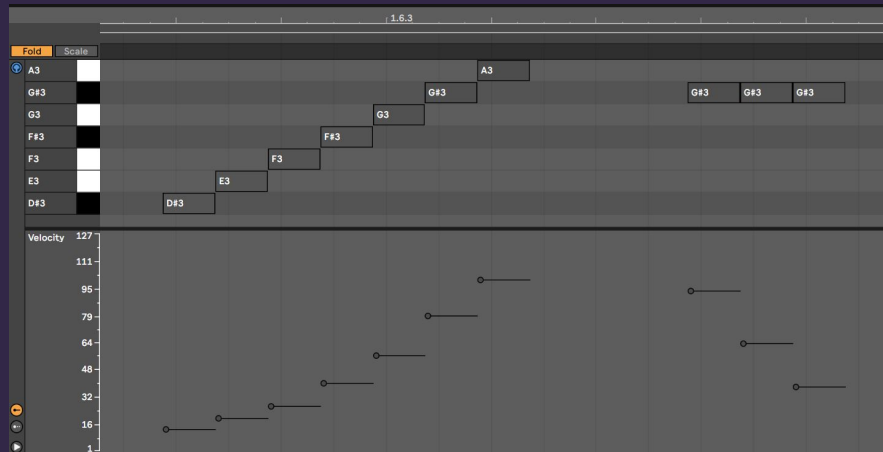 1.6.3
Fold Scale
A3 A3
G#3 G#3 G#3 G#3 G#3
G3 G3
F#3 F#3
F3 F3
E3 E3
D#3 D#3
Velocity 127
111
95
79
64
48
32
16
1